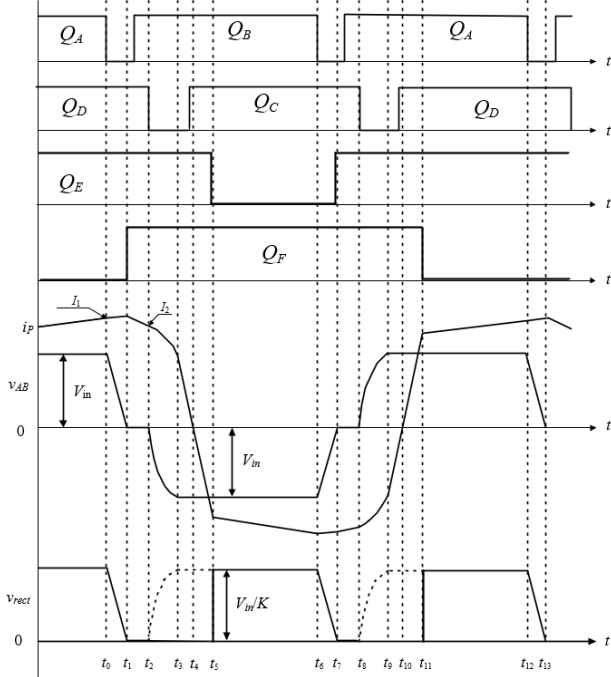 Q_A Q_B Q_A t
Q_D Q_C Q_D t
Q_E t
Q_F t
I_1 I_2
i_P
v_AB V_in
0 t
V_in
v_rect V_in/K
0 t
t_0 t_1 t_2 t_3 t_4 t_5 t_6 t_7 t_8 t_9 t_10 t_11 t_12 t_13